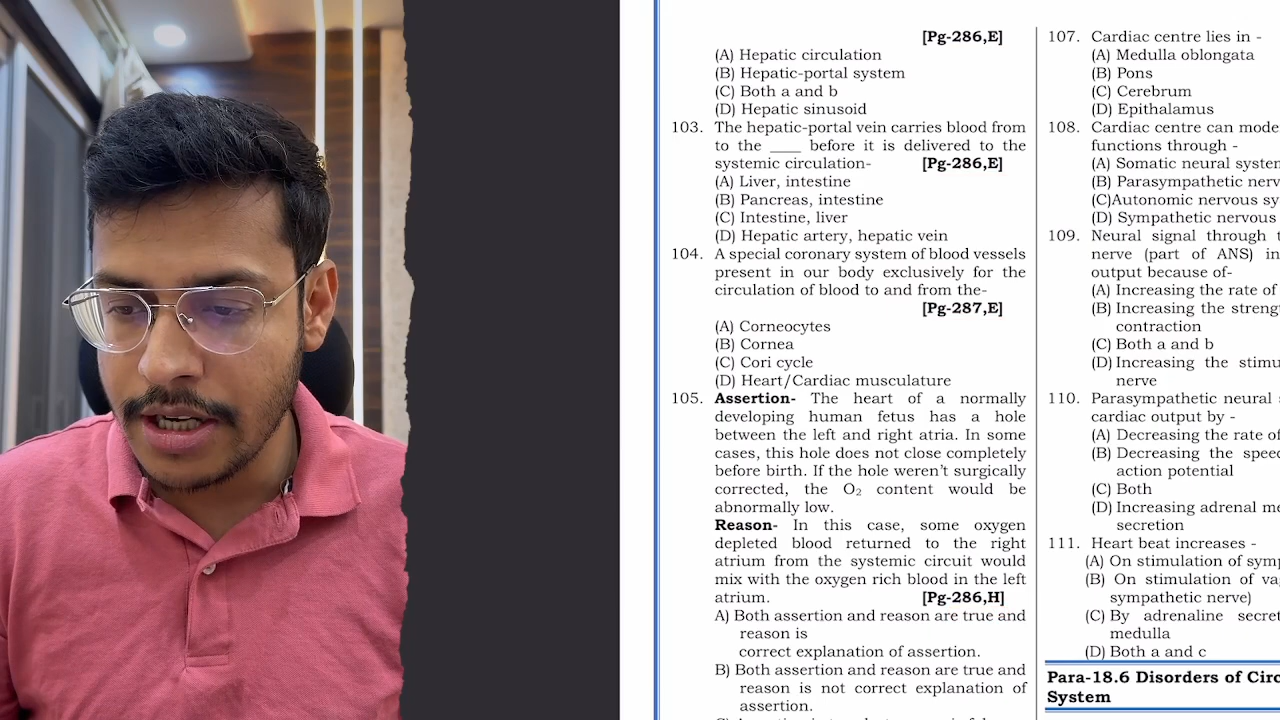 [Pg-286,E]
(A) Hepatic circulation
(B) Hepatic-portal system
(C) Both a and b
(D) Hepatic sinusoid
103. The hepatic-portal vein carries blood from
to the ____ before it is delivered to the
systemic circulation- [Pg-286,E]
(A) Liver, intestine
(B) Pancreas, intestine
(C) Intestine, liver
(D) Hepatic artery, hepatic vein
104. A special coronary system of blood vessels
present in our body exclusively for the
circulation of blood to and from the-
[Pg-287,E]
(A) Corneocytes
(B) Cornea
(C) Cori cycle
(D) Heart/Cardiac musculature
105. Assertion- The heart of a normally
developing human fetus has a hole
between the left and right atria. In some
cases, this hole does not close completely
before birth. If the hole weren't surgically
corrected, the O₂ content would be
abnormally low.
Reason- In this case, some oxygen
depleted blood returned to the right
atrium from the systemic circuit would
mix with the oxygen rich blood in the left
atrium. [Pg-286,H]
A) Both assertion and reason are true and
reason is
correct explanation of assertion.
B) Both assertion and reason are true and
reason is not correct explanation of
assertion.
107. Cardiac centre lies in -
(A) Medulla oblongata
(B) Pons
(C) Cerebrum
(D) Epithalamus
108. Cardiac centre can mode
functions through -
(A) Somatic neural system
(B) Parasympathetic nerv
(C)Autonomic nervous sy
(D) Sympathetic nervous
109. Neural signal through t
nerve (part of ANS) in
output because of-
(A) Increasing the rate of
(B) Increasing the streng
contraction
(C) Both a and b
(D) Increasing the stimu
nerve
110. Parasympathetic neural s
cardiac output by -
(A) Decreasing the rate of
(B) Decreasing the speed
action potential
(C) Both
(D) Increasing adrenal me
secretion
111. Heart beat increases -
(A) On stimulation of symp
(B) On stimulation of va
sympathetic nerve)
(C) By adrenaline secret
medulla
(D) Both a and c
Para-18.6 Disorders of Circ
System